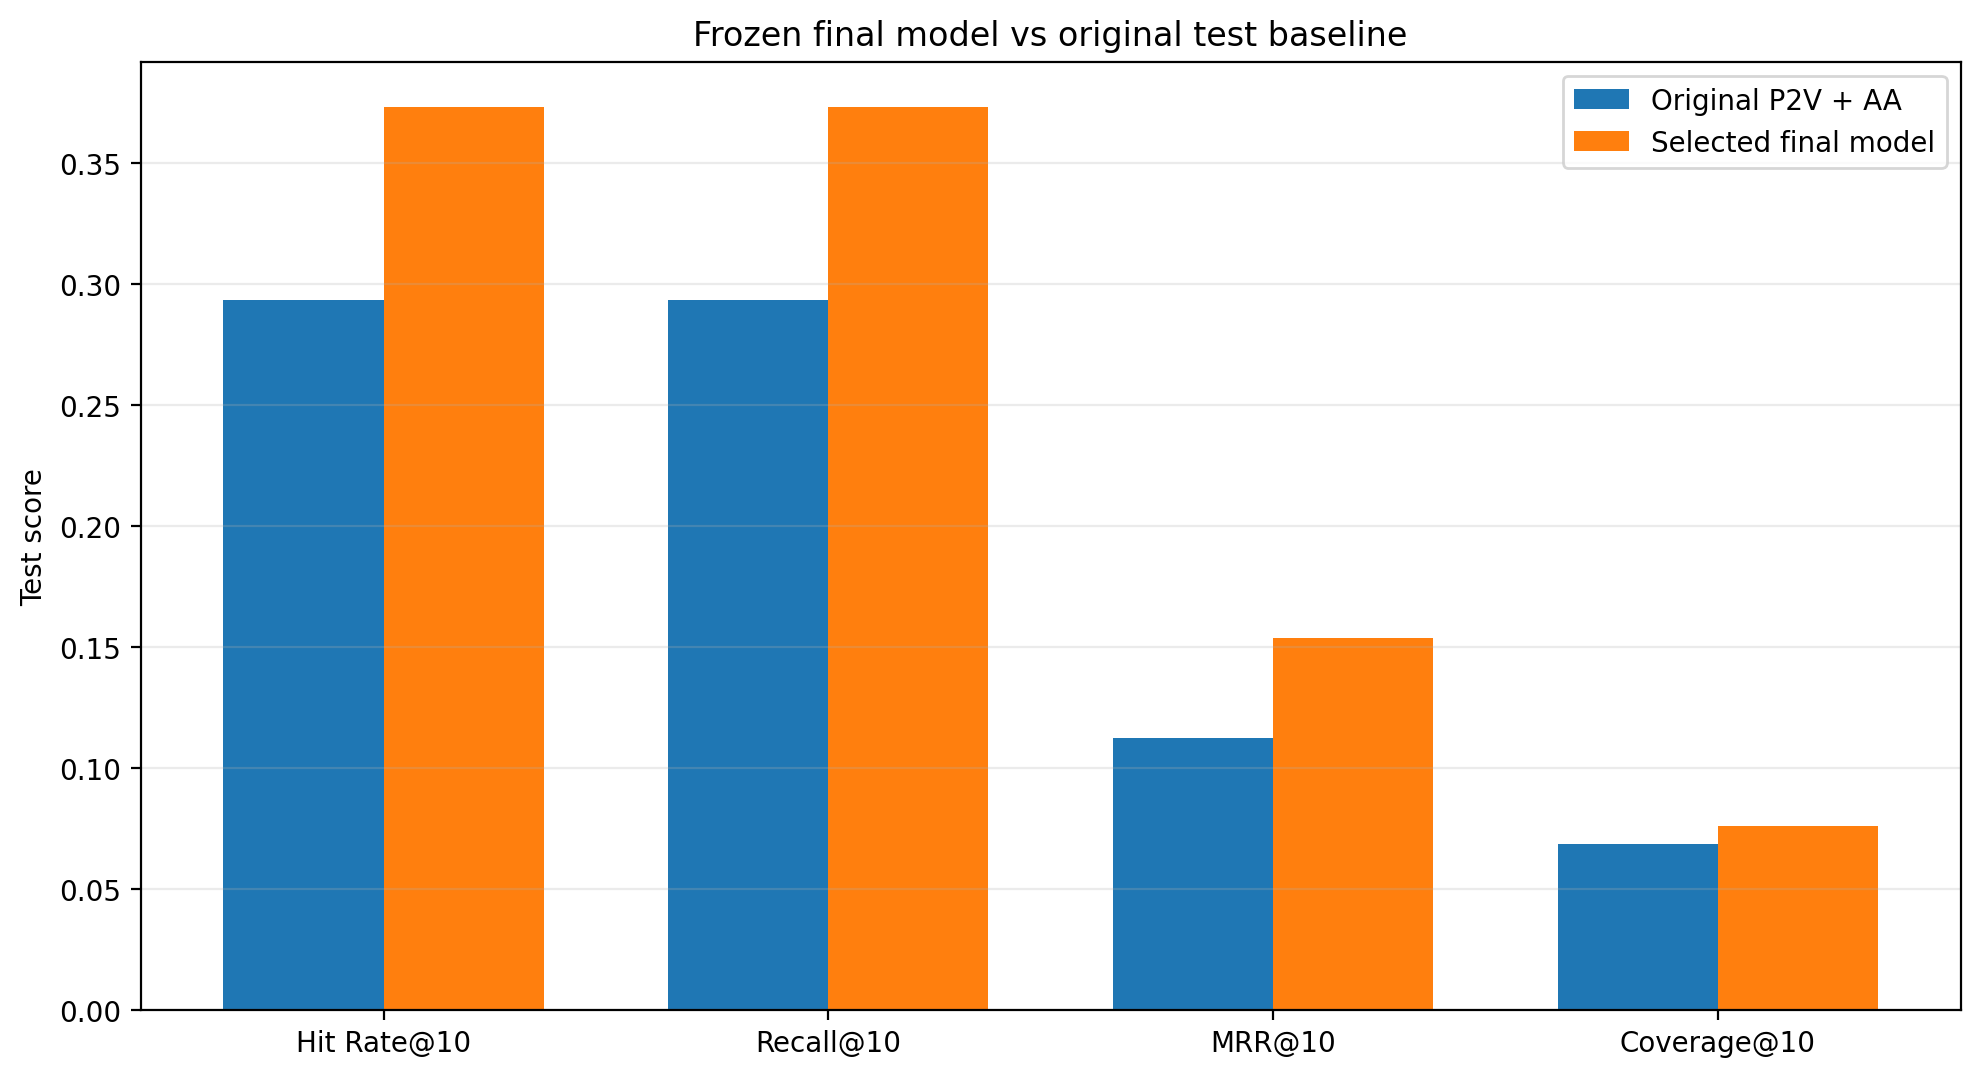 Frozen final model vs original test baseline
Original P2V + AA
Selected final model
Test score
0.35
0.30
0.25
0.20
0.15
0.10
0.05
0.00
Hit Rate@10
Recall@10
MRR@10
Coverage@10